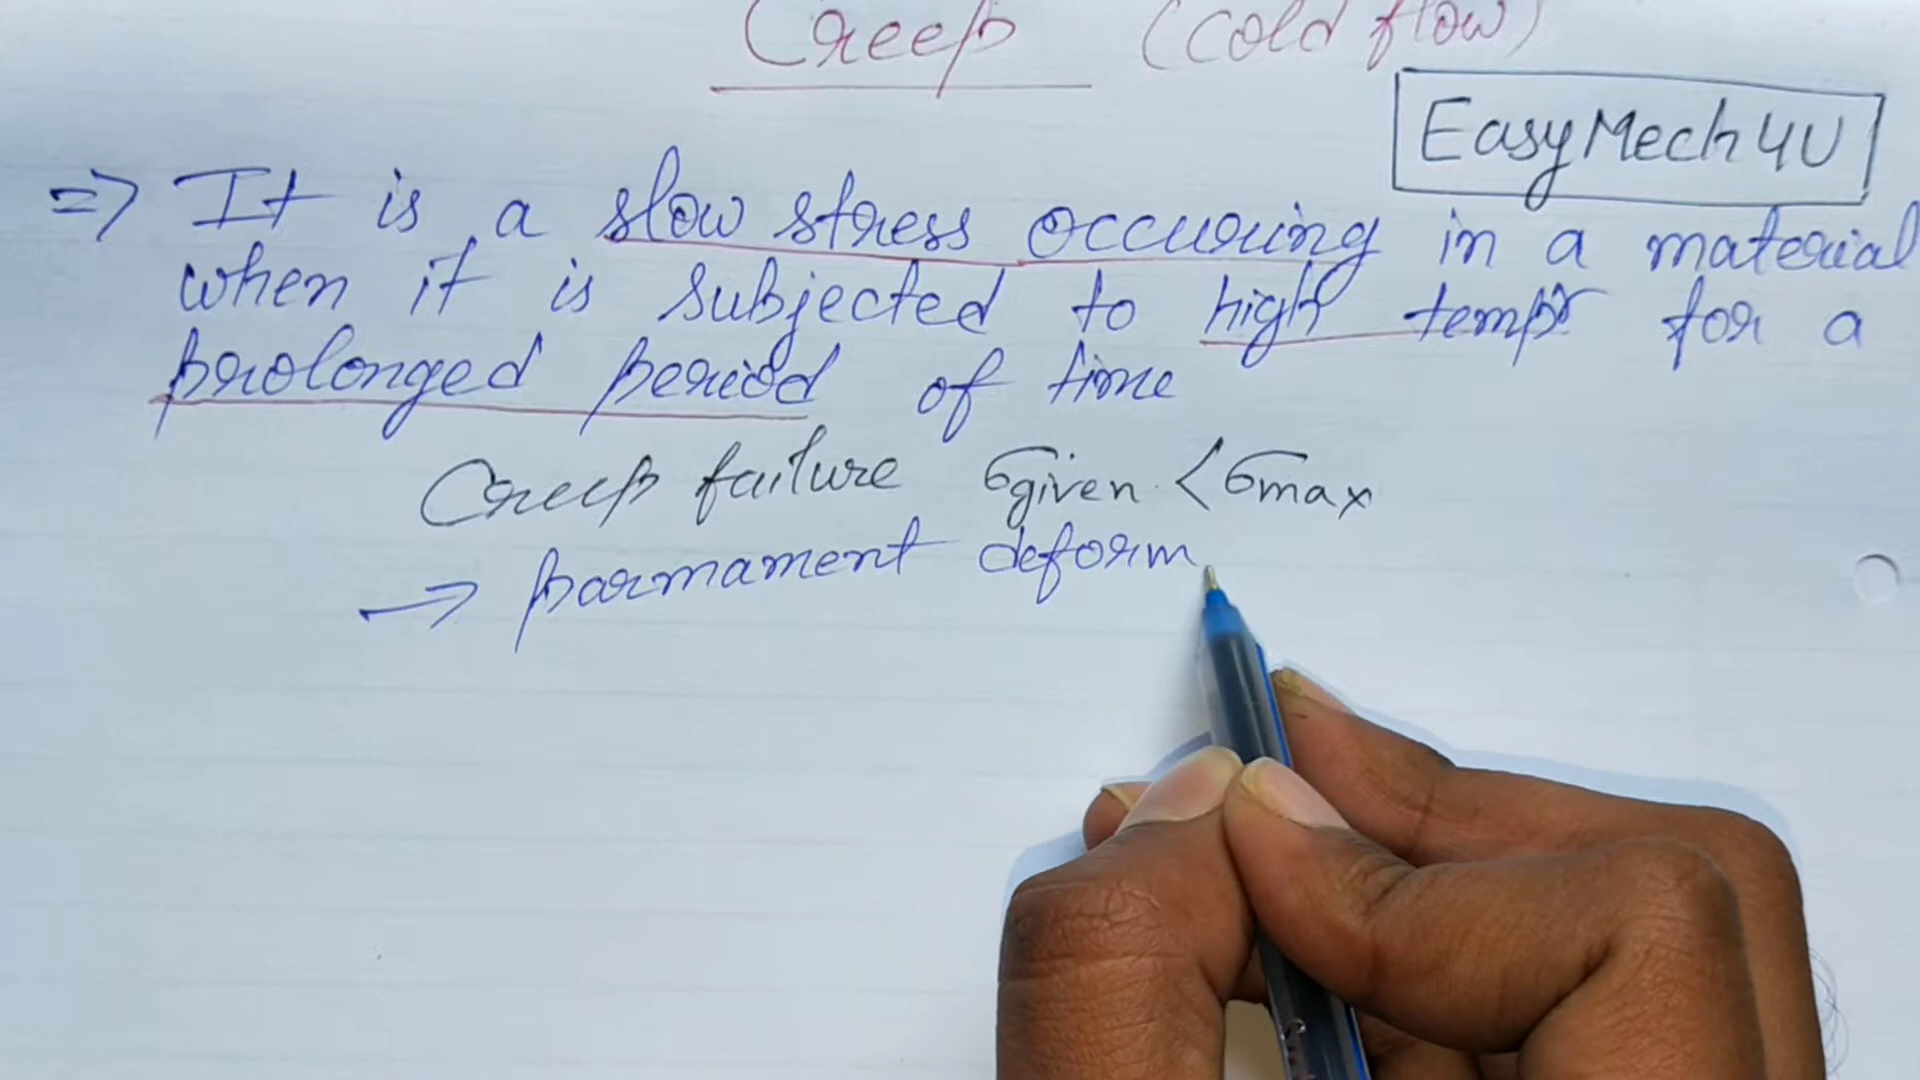 Creep (Cold flow)
EasyMech4U
=> It is a slow stress occuring in a material
when it is subjected to high tempr for a
prolonged period of time
Creep failure σgiven < σmax
→ parmament deform